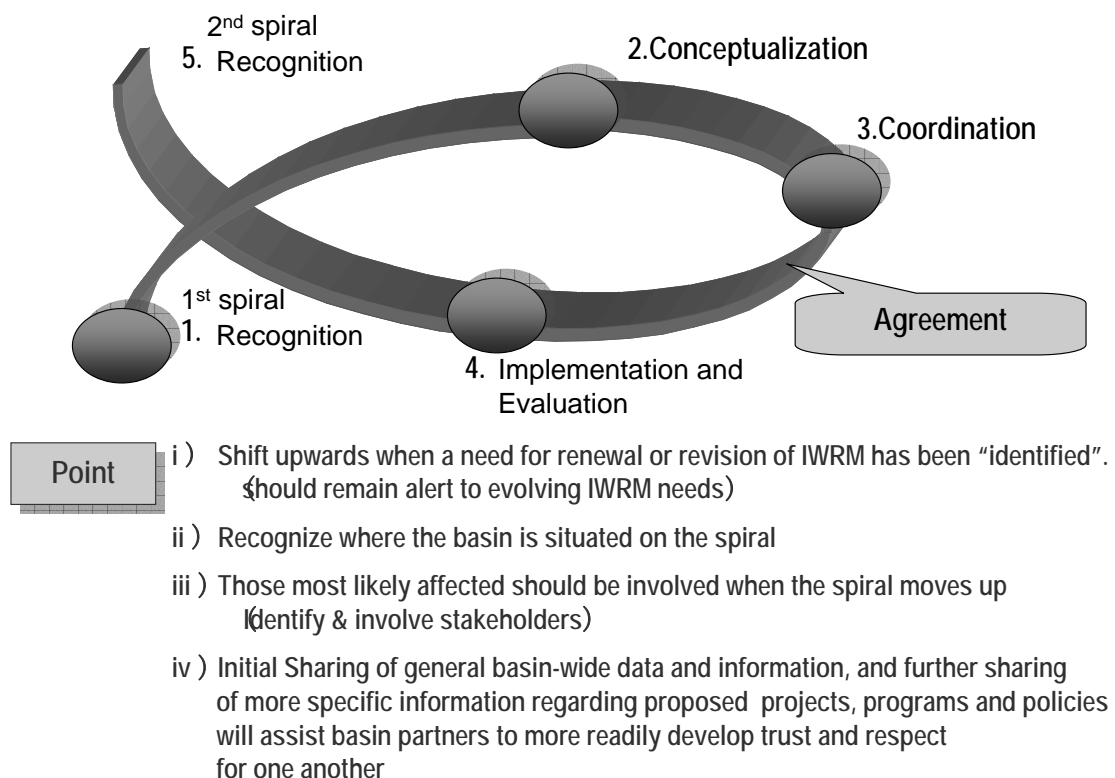 2nd spiral
5. Recognition
2.Conceptualization
3.Coordination
1st spiral
1. Recognition
Agreement
4. Implementation and
Evaluation
Point
i） Shift upwards when a need for renewal or revision of IWRM has been “identified”.
(should remain alert to evolving IWRM needs）
ii） Recognize where the basin is situated on the spiral
iii） Those most likely affected should be involved when the spiral moves up
(Identify & involve stakeholders）
iv） Initial Sharing of general basin-wide data and information, and further sharing
of more specific information regarding proposed projects, programs and policies
will assist basin partners to more readily develop trust and respect
for one another